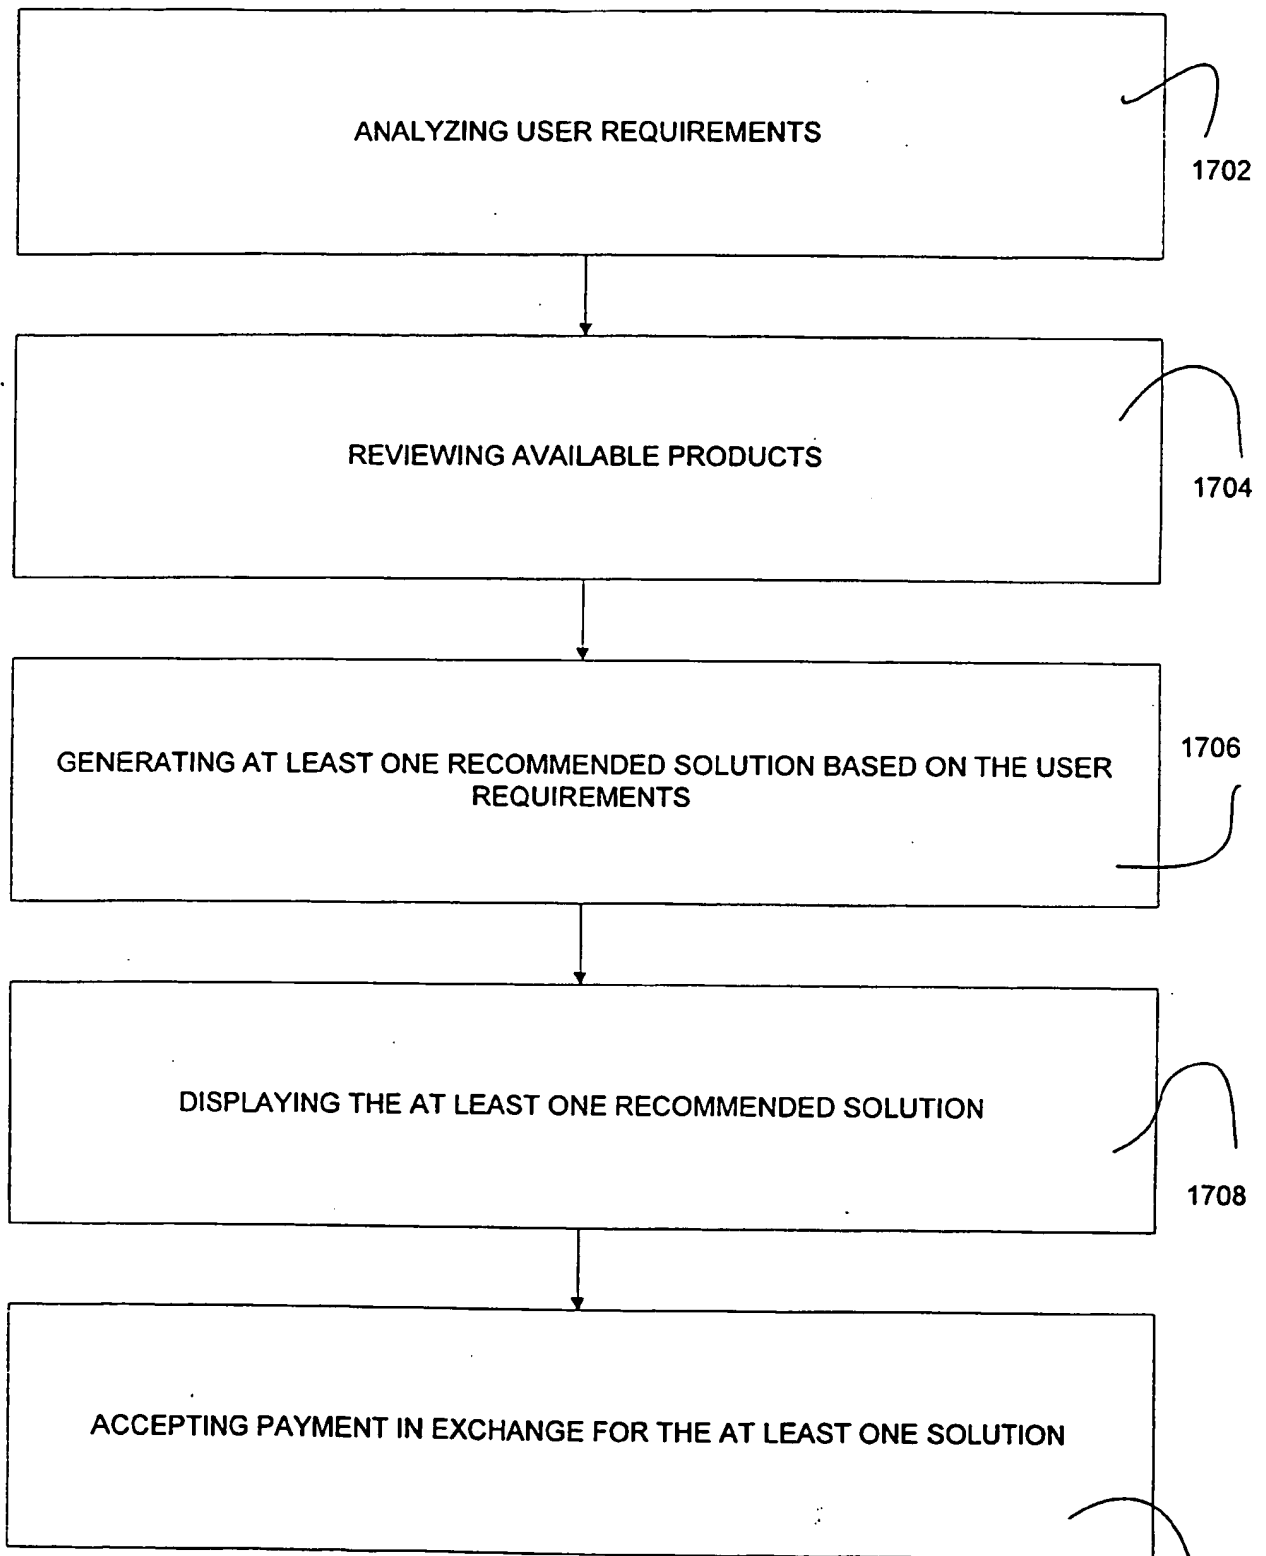 ANALYZING USER REQUIREMENTS
1702
REVIEWING AVAILABLE PRODUCTS
1704
GENERATING AT LEAST ONE RECOMMENDED SOLUTION BASED ON THE USER
REQUIREMENTS
1706
DISPLAYING THE AT LEAST ONE RECOMMENDED SOLUTION
1708
ACCEPTING PAYMENT IN EXCHANGE FOR THE AT LEAST ONE SOLUTION